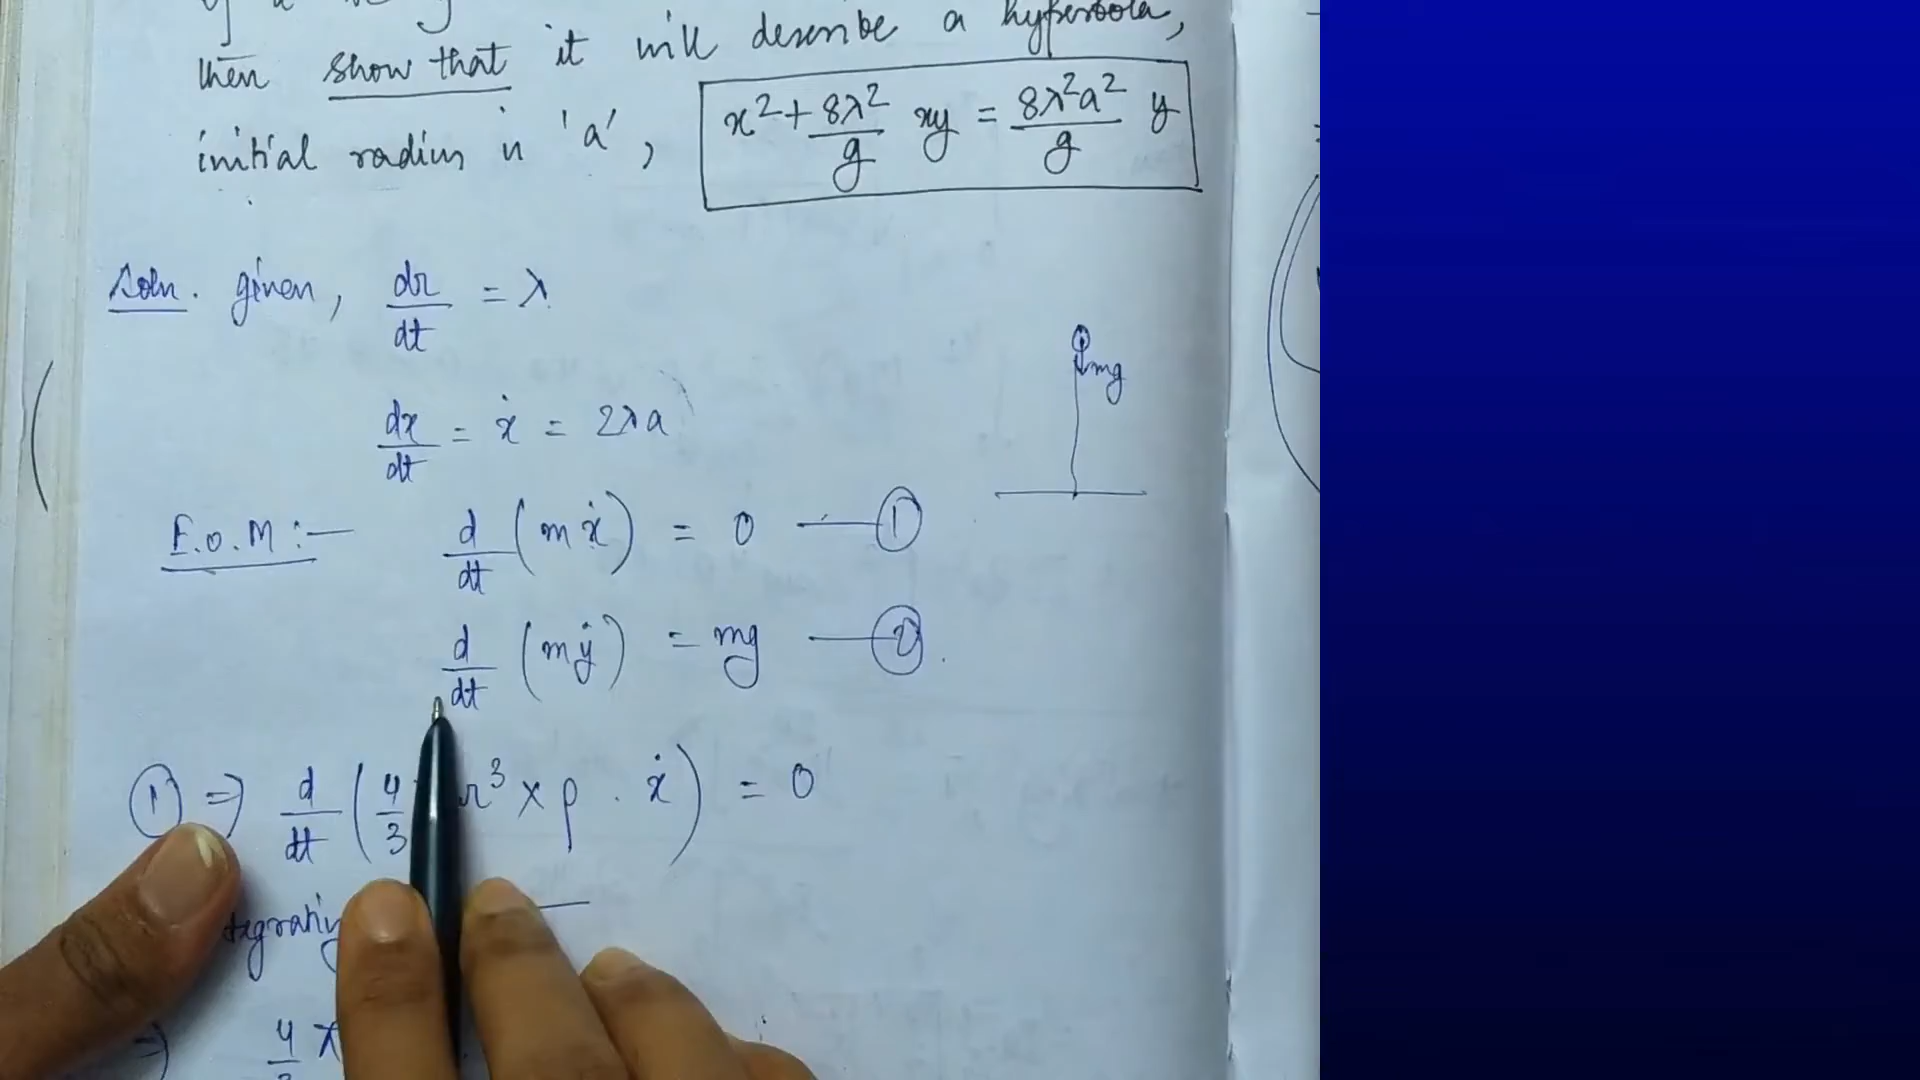 then show that it will describe a hyperbola,
initial radius is 'a', x² + 8λ²/g xy = 8λ²a²/g y
Soln. given, dr/dt = λ
dx/dt = ẋ = 2λa
mg
E.O.M :— d/dt (mẋ) = 0 — ①
d/dt (mẏ) = mg — ②.
① ⇒ d/dt (4/3 r³ × ρ . ẋ) = 0